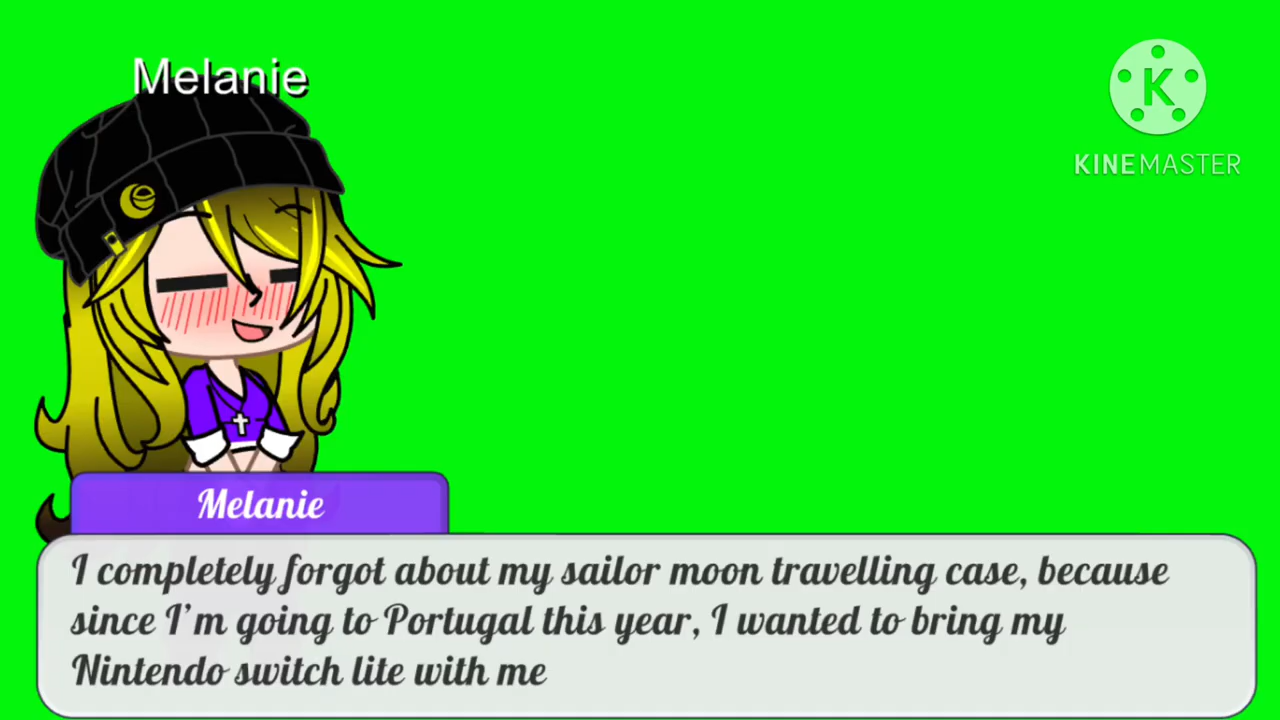 Melanie
K
KINEMASTER
Melanie
I completely forgot about my sailor moon travelling case, because
since I'm going to Portugal this year, I wanted to bring my
Nintendo switch lite with me